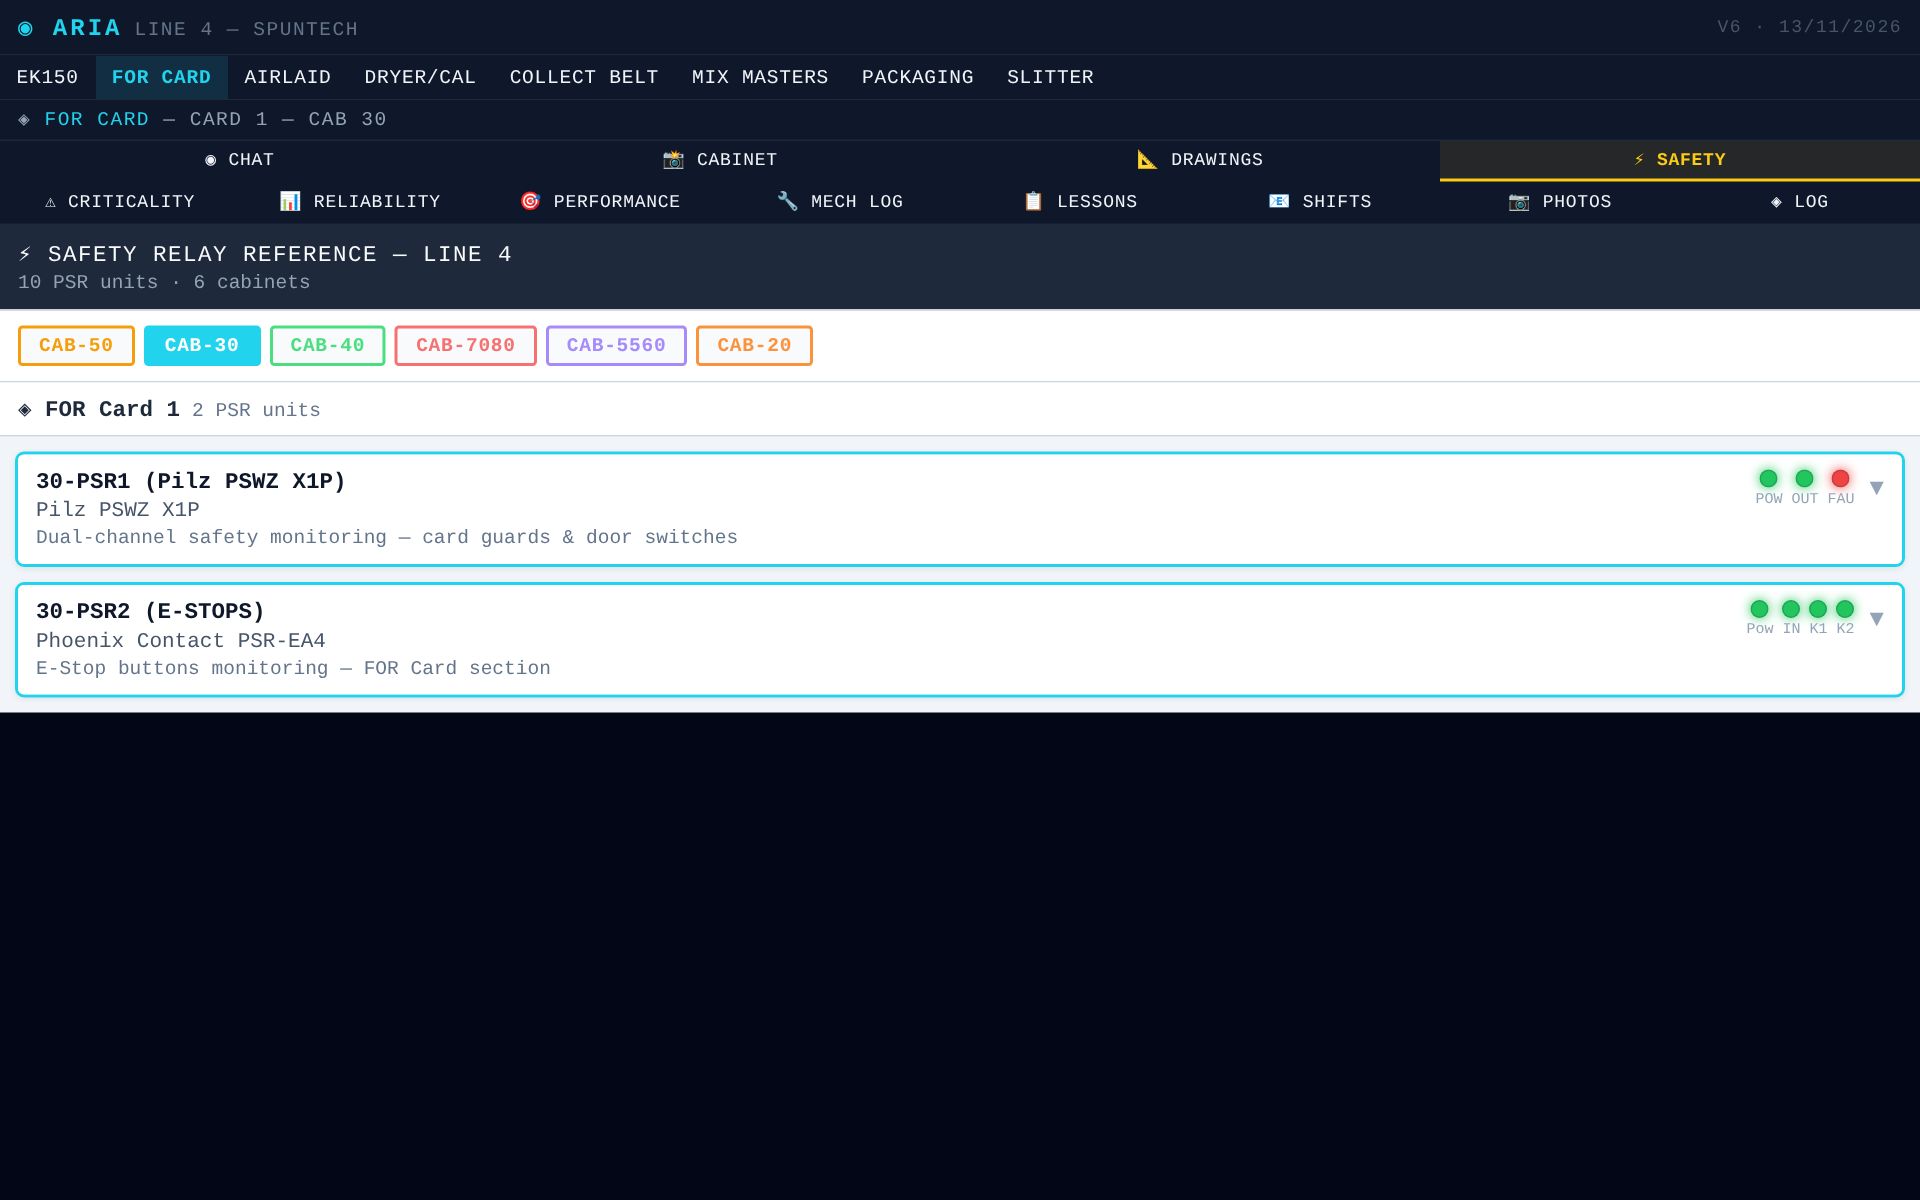 ◉ ARIA LINE 4 — SPUNTECH
V6 · 13/11/2026
EK150 FOR CARD AIRLAID DRYER/CAL COLLECT BELT MIX MASTERS PACKAGING SLITTER
◈ FOR CARD — CARD 1 — CAB 30
◉ CHAT 📸 CABINET 📐 DRAWINGS ⚡ SAFETY
⚠ CRITICALITY 📊 RELIABILITY 🎯 PERFORMANCE 🔧 MECH LOG 📋 LESSONS 📧 SHIFTS 📷 PHOTOS ◈ LOG
⚡ SAFETY RELAY REFERENCE — LINE 4
10 PSR units · 6 cabinets
CAB-50 CAB-30 CAB-40 CAB-7080 CAB-5560 CAB-20
◈ FOR Card 1 2 PSR units
30-PSR1 (Pilz PSWZ X1P)
Pilz PSWZ X1P
Dual-channel safety monitoring — card guards & door switches
POW OUT FAU ▼
30-PSR2 (E-STOPS)
Phoenix Contact PSR-EA4
E-Stop buttons monitoring — FOR Card section
Pow IN K1 K2 ▼